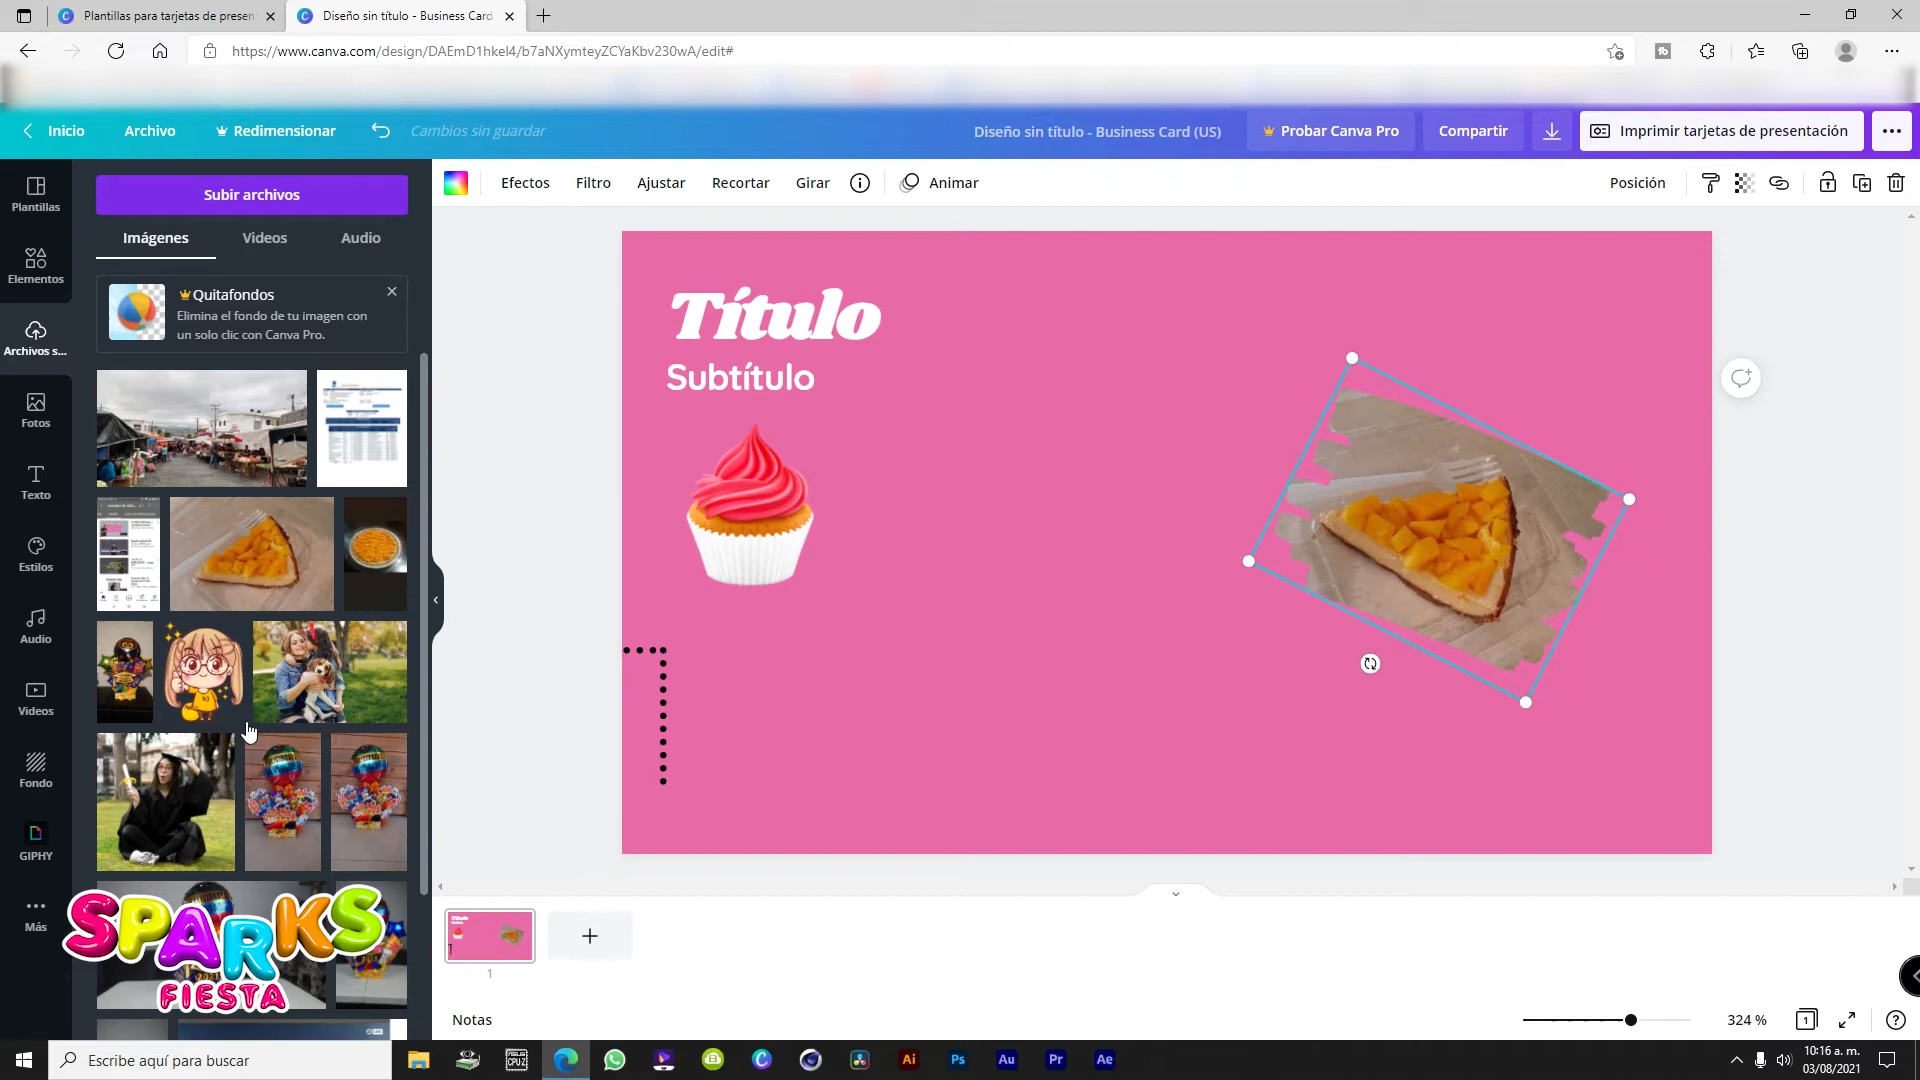 Plantillas para tarjetas de presen
Diseño sin título - Business Card
https://www.canva.com/design/DAEmD1hkeI4/b7aNXymteyZCYaKbv230wA/edit#
Inicio
Archivo
Redimensionar
Cambios sin guardar
Diseño sin título - Business Card (US)
Probar Canva Pro
Compartir
Imprimir tarjetas de presentación
Efectos
Filtro
Ajustar
Recortar
Girar
Animar
Posición
Plantillas
Elementos
Archivos s...
Fotos
Texto
Estilos
Audio
Videos
Fondo
GIPHY
Más
Subir archivos
Imágenes
Videos
Audio
Quitafondos
Elimina el fondo de tu imagen con
un solo clic con Canva Pro.
Título
Subtítulo
SPARKS
FIESTA
1
Notas
324 %
1
Escribe aquí para buscar
Ai
Ps
Au
Pr
Ae
10:16 a. m.
03/08/2021